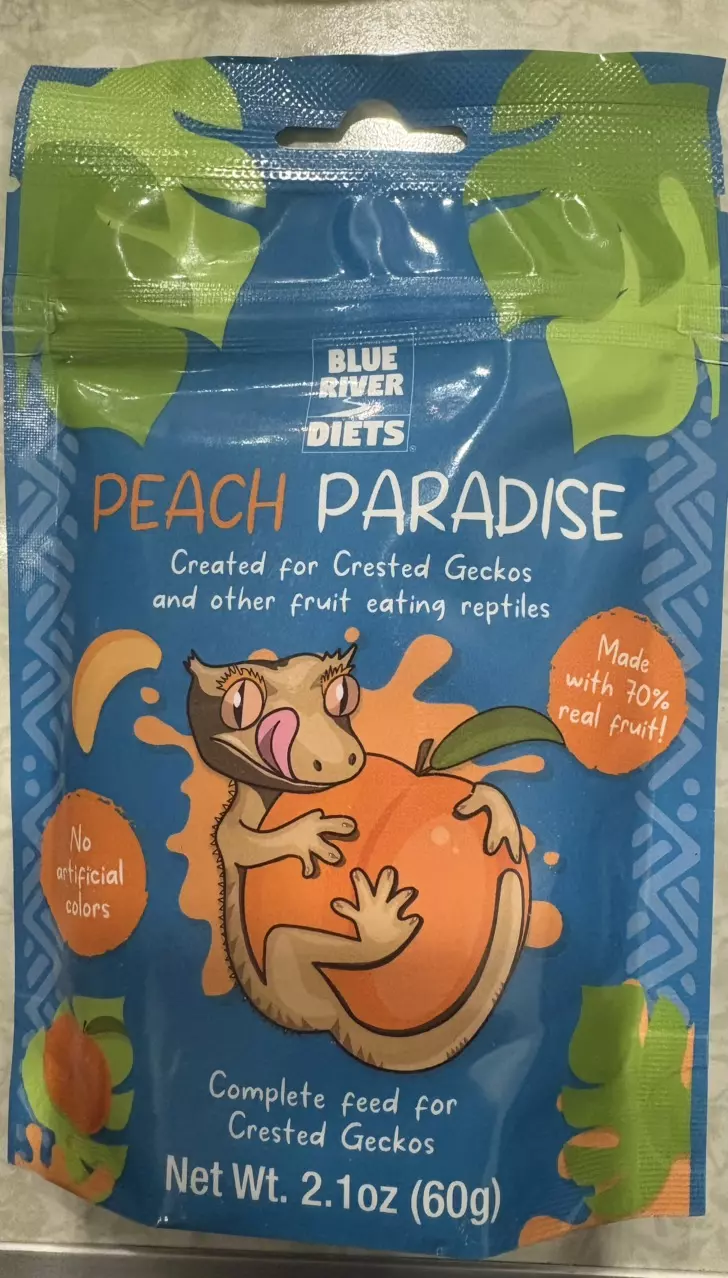 BLUE
RIVER
DIETS
PEACH PARADISE
Created for Crested Geckos
and other fruit eating reptiles
Made
with 70%
real fruit!
No
artificial
colors
Complete feed for
Crested Geckos
Net Wt. 2.1oz (60g)